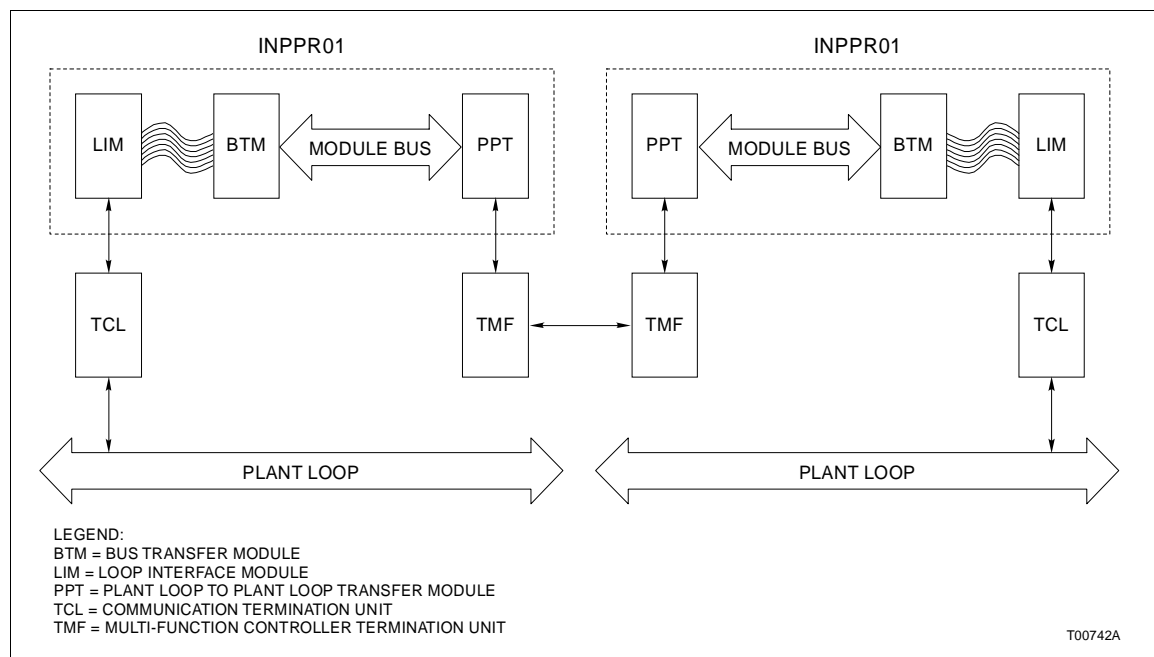 INPPR01
INPPR01
LIM
BTM
MODULE BUS
PPT
PPT
MODULE BUS
BTM
LIM
TCL
TMF
TMF
TCL
PLANT LOOP
PLANT LOOP
LEGEND:
BTM = BUS TRANSFER MODULE
LIM = LOOP INTERFACE MODULE
PPT = PLANT LOOP TO PLANT LOOP TRANSFER MODULE
TCL = COMMUNICATION TERMINATION UNIT
TMF = MULTI-FUNCTION CONTROLLER TERMINATION UNIT
T00742A